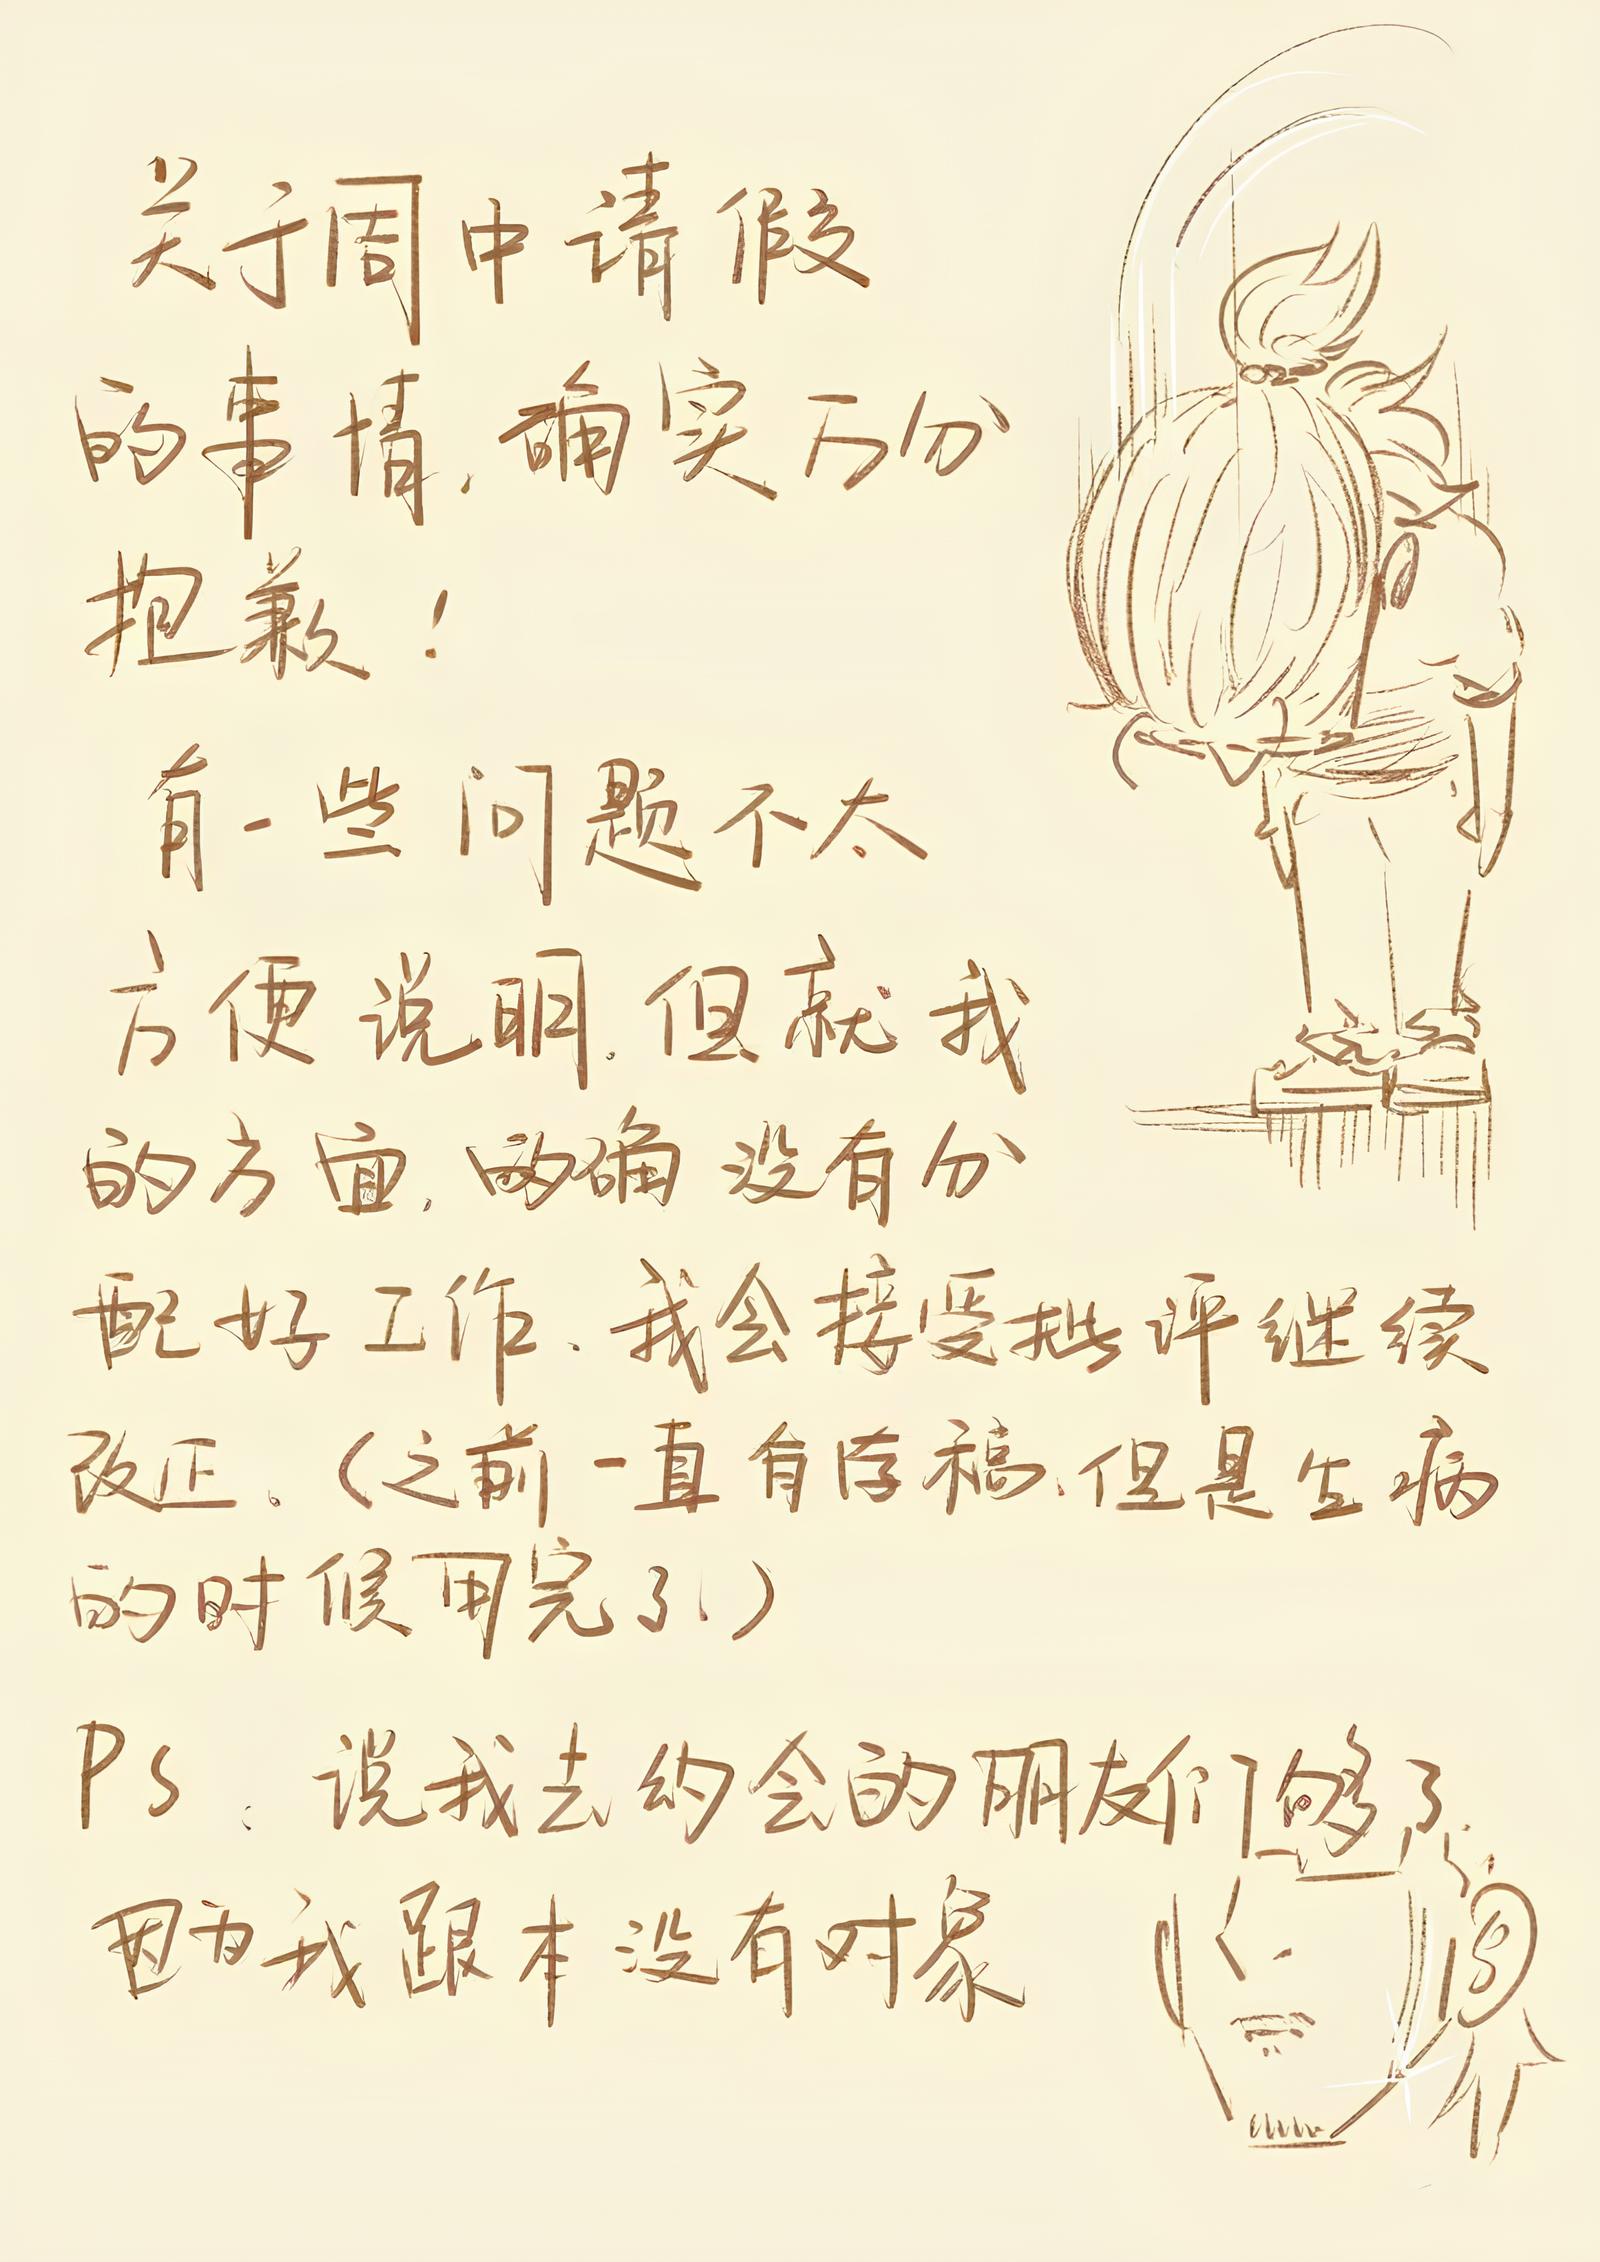 关于周中请假
的事情,确实万分
抱歉!
有一些问题不太
方便说明.但就我
的方面,的确没有分
配好工作、我会接受批评继续
改正。(之前一直有存稿、但是生病
的时候用完了!)
Ps:说我去约会的朋友们够了
因为我跟本没有对象